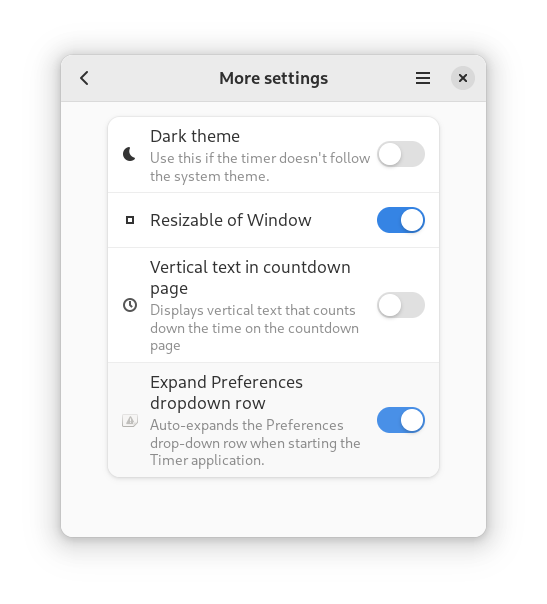 More settings
Dark theme
Use this if the timer doesn't follow
the system theme.
Resizable of Window
Vertical text in countdown
page
Displays vertical text that counts
down the time on the countdown
page
Expand Preferences
dropdown row
Auto-expands the Preferences
drop-down row when starting the
Timer application.